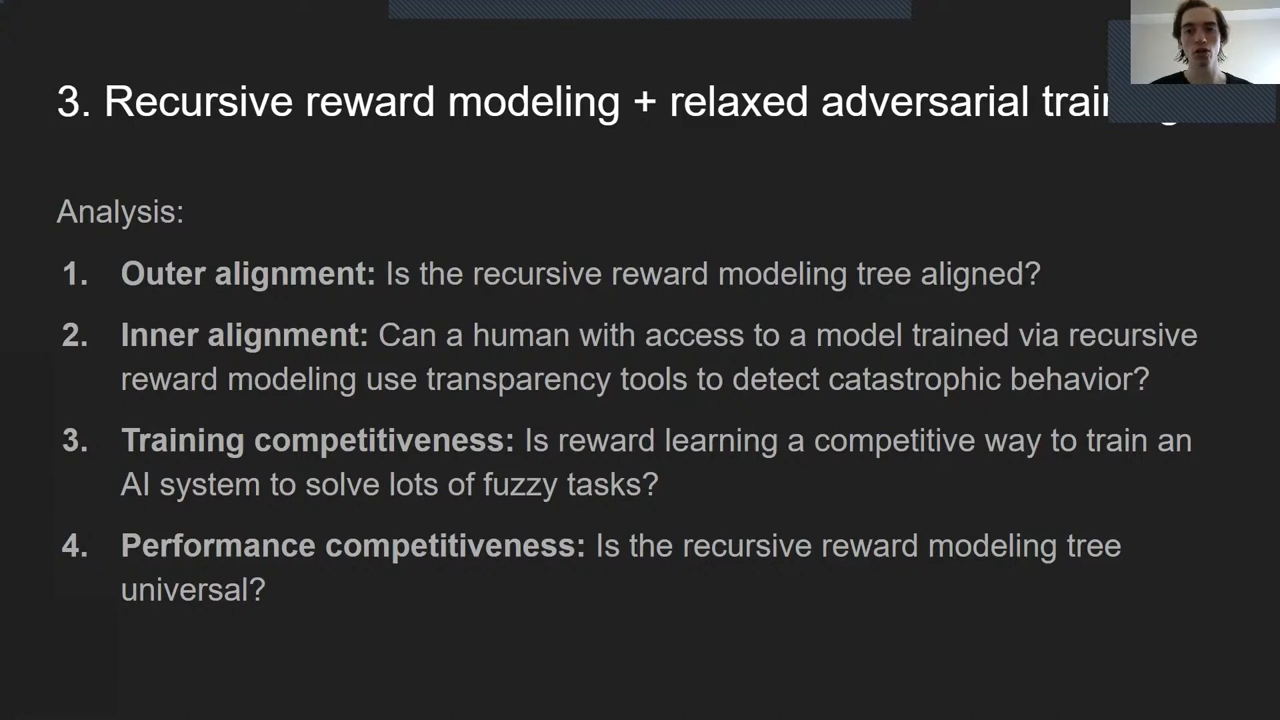 3. Recursive reward modeling + relaxed adversarial
Analysis:
1. Outer alignment: Is the recursive reward modeling tree aligned?
2. Inner alignment: Can a human with access to a model trained via recursive
reward modeling use transparency tools to detect catastrophic behavior?
3. Training competitiveness: Is reward learning a competitive way to train an
AI system to solve lots of fuzzy tasks?
4. Performance competitiveness: Is the recursive reward modeling tree
universal?